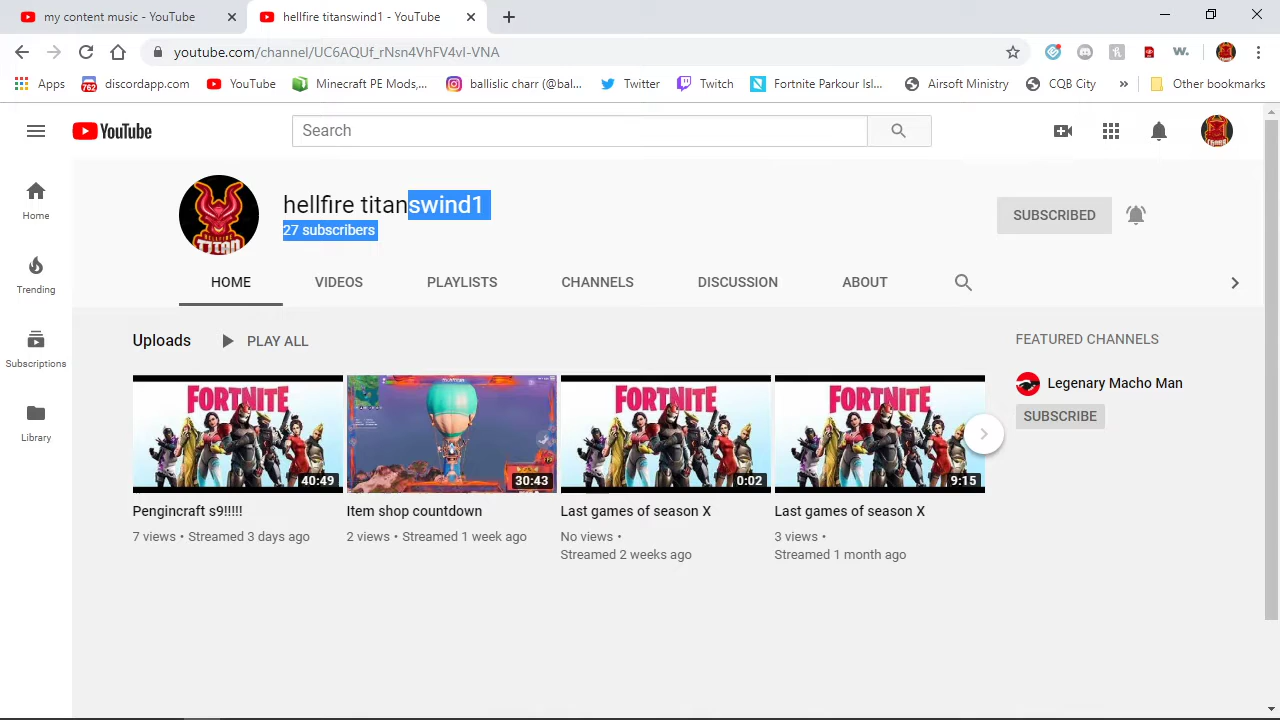 my content music - YouTube
hellfire titanswind1 - YouTube
youtube.com/channel/UC6AQUf_rNsn4VhFV4vI-VNA
Apps
762
discordapp.com
YouTube
Minecraft PE Mods,...
ballislic charr (@bal...
Twitter
Twitch
Fortnite Parkour Isl...
Airsoft Ministry
CQB City
»
Other bookmarks
YouTube
Search
Home
Trending
Subscriptions
Library
HELLFIRE
TITAN
hellfire titanswind1
27 subscribers
SUBSCRIBED
HOME
VIDEOS
PLAYLISTS
CHANNELS
DISCUSSION
ABOUT
Uploads
PLAY ALL
FORTNITE
40:49
Pengincraft s9!!!!!
7 views • Streamed 3 days ago
30:43
Item shop countdown
2 views • Streamed 1 week ago
FORTNITE
0:02
Last games of season X
No views •
Streamed 2 weeks ago
FORTNITE
9:15
Last games of season X
3 views •
Streamed 1 month ago
FEATURED CHANNELS
Legenary Macho Man
SUBSCRIBE